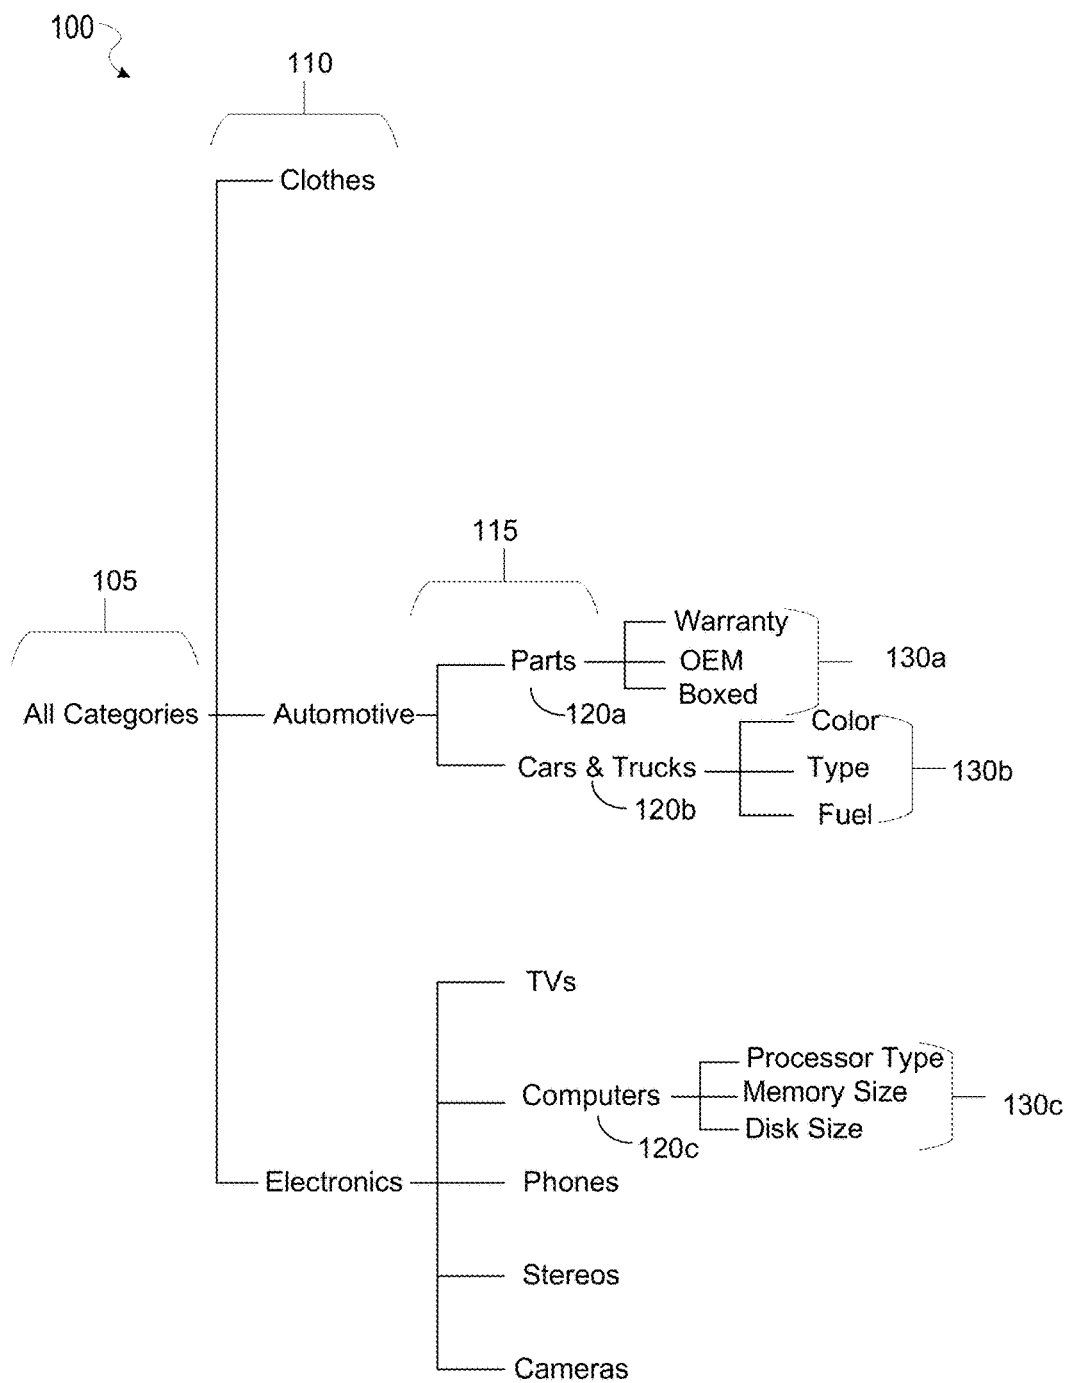 100
110
Clothes
115
105
Warranty
Parts
OEM
130a
Boxed
120a
All Categories
Automotive
Color
Cars & Trucks
Type
130b
120b
Fuel
TVs
Processor Type
Computers
Memory Size
130c
Disk Size
120c
Electronics
Phones
Stereos
Cameras